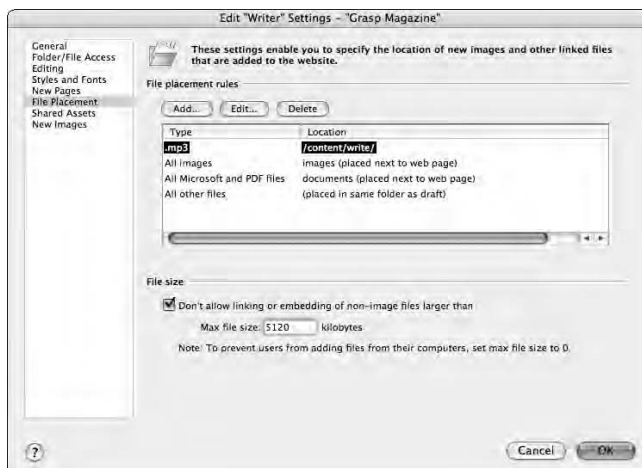 Edit "Writer" Settings – "Grasp Magazine"
General
Folder/File Access
Editing
Styles and Fonts
New Pages
File Placement
Shared Assets
New Images
These settings enable you to specify the location of new images and other linked files
that are added to the website.
File placement rules
Add... Edit... Delete
Type Location
.mp3 /content/write/
All images images (placed next to web page)
All Microsoft and PDF files documents (placed next to web page)
All other files (placed in same folder as draft)
File size
Don't allow linking or embedding of non-image files larger than
Max file size: 5120 kilobytes
Note: To prevent users from adding files from their computers, set max file size to 0.
?
Cancel OK